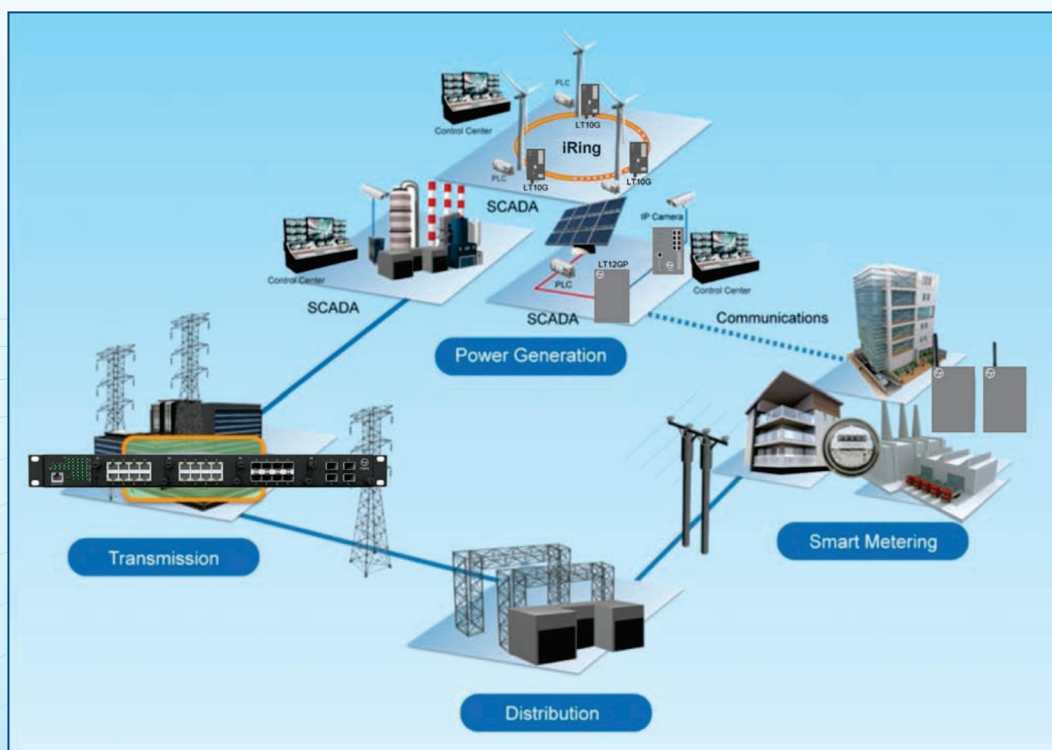 PLC
LT10G
Control Center
iRing
PLC
LT10G
LT10G
SCADA
IP Camera
LT12GP
PLC
Control Center
Control Center
SCADA
SCADA
Communications
Power Generation
Transmission
Smart Metering
Distribution